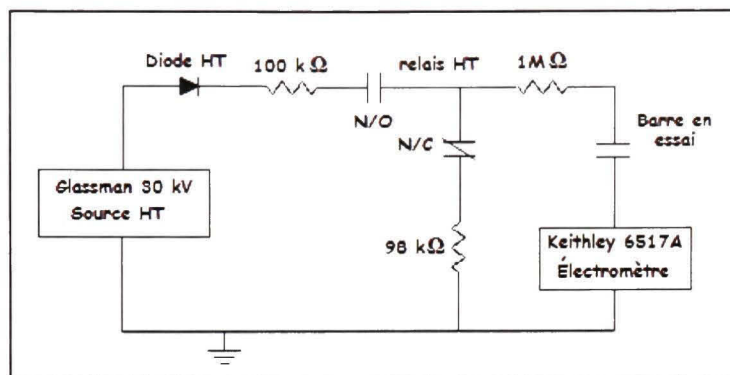 Diode HT
100 kΩ
relais HT
1MΩ
N/O
Barre en
essai
N/C
Glassman 30 kV
Source HT
98 kΩ
Keithley 6517A
Électromètre